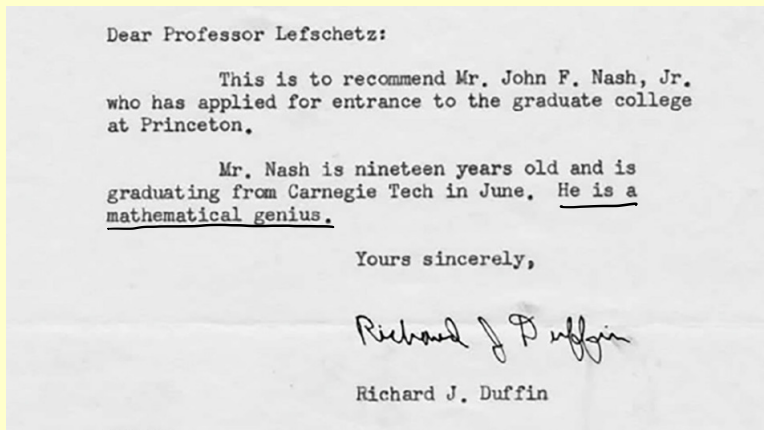 Dear Professor Lefschetz:
This is to recommend Mr. John F. Nash, Jr.
who has applied for entrance to the graduate college
at Princeton.
Mr. Nash is nineteen years old and is
graduating from Carnegie Tech in June. He is a
mathematical genius.
Yours sincerely,
Richard J Duffin
Richard J. Duffin